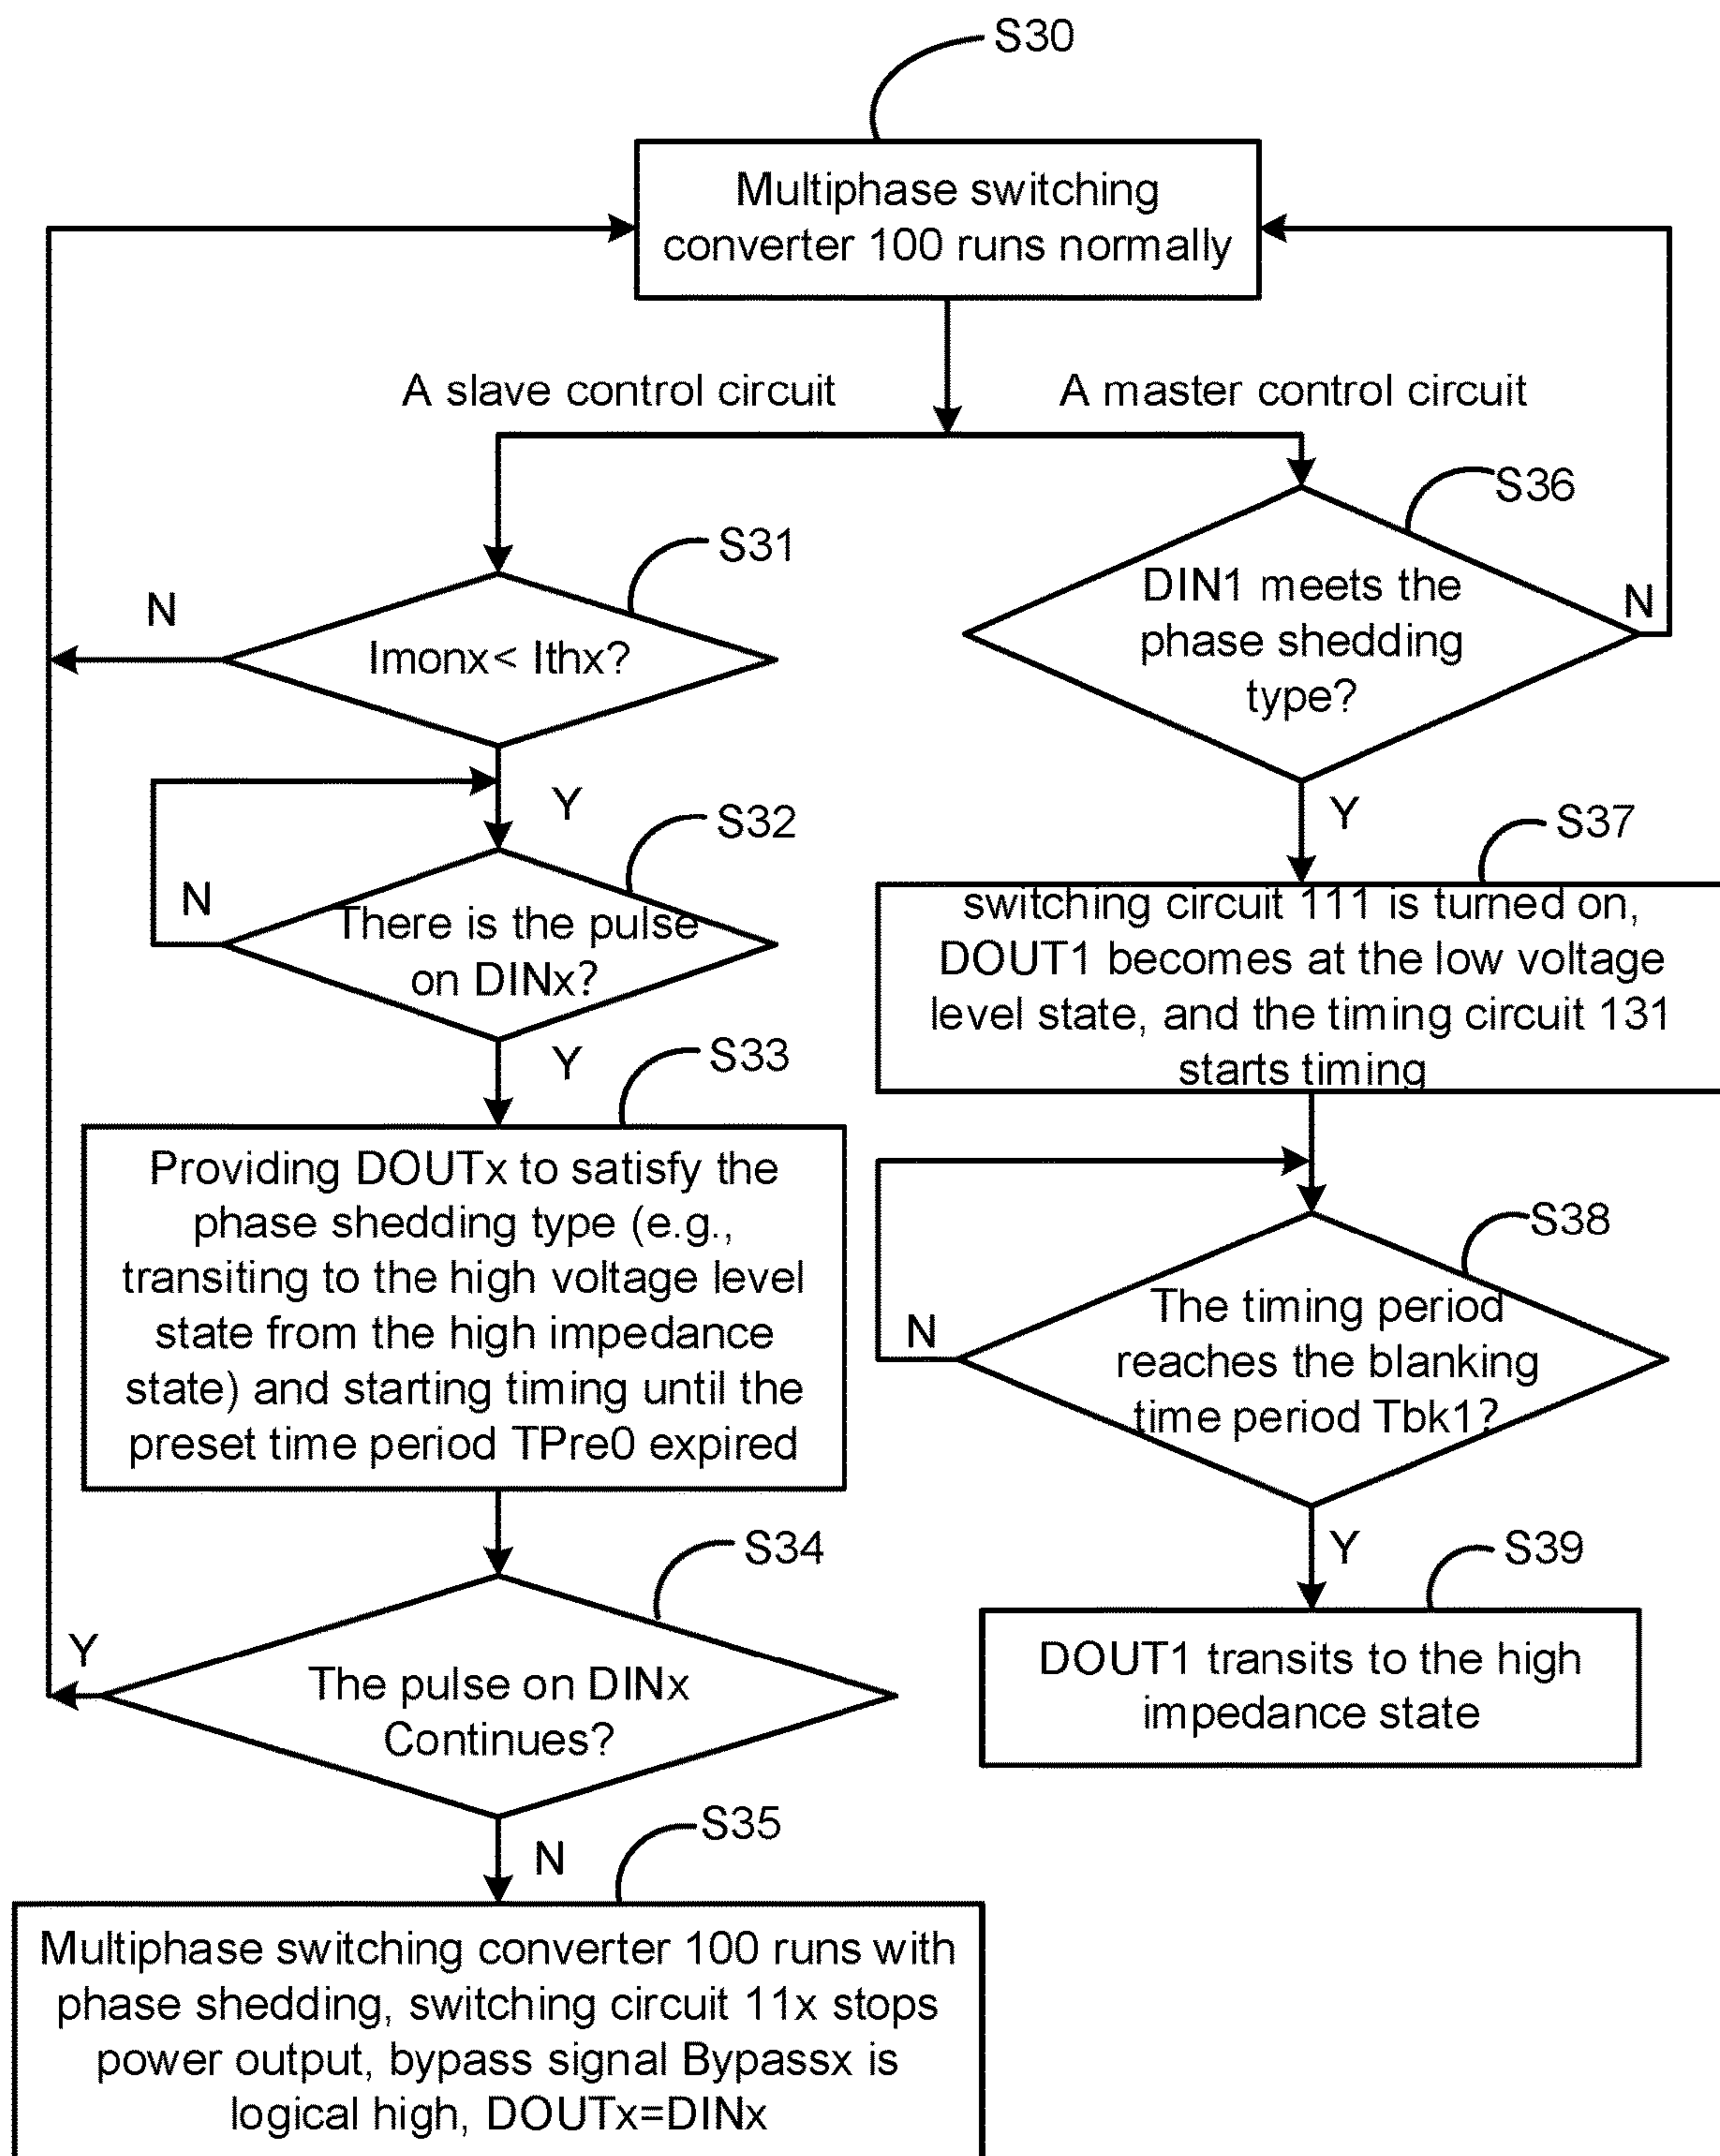 S30
Multiphase switching
converter 100 runs normally
A slave control circuit
A master control circuit
S31
N
Imonx< Ithx?
Y
S32
N
There is the pulse
on DINx?
Y
S33
Providing DOUTx to satisfy the
phase shedding type (e.g.,
transiting to the high voltage level
state from the high impedance
state) and starting timing until the
preset time period TPre0 expired
S34
Y
The pulse on DINx
Continues?
N
S35
Multiphase switching converter 100 runs with
phase shedding, switching circuit 11x stops
power output, bypass signal Bypassx is
logical high, DOUTx=DINx
S36
DIN1 meets the
phase shedding
type?
N
Y
S37
switching circuit 111 is turned on,
DOUT1 becomes at the low voltage
level state, and the timing circuit 131
starts timing
S38
N
The timing period
reaches the blanking
time period Tbk1?
Y
S39
DOUT1 transits to the high
impedance state